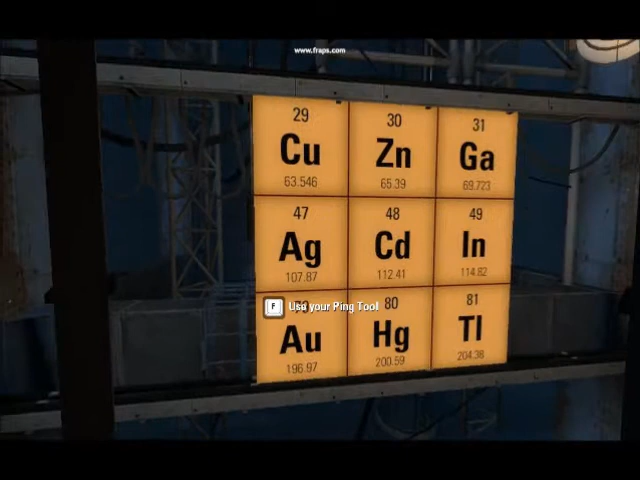 www.fraps.com
29
30
31
Cu
Zn
Ga
63.546
65.39
69.723
47
48
49
Ag
Cd
In
107.87
112.41
114.82
80
81
F
Use your Ping Tool
Au
Hg
Tl
196.97
200.59
204.38